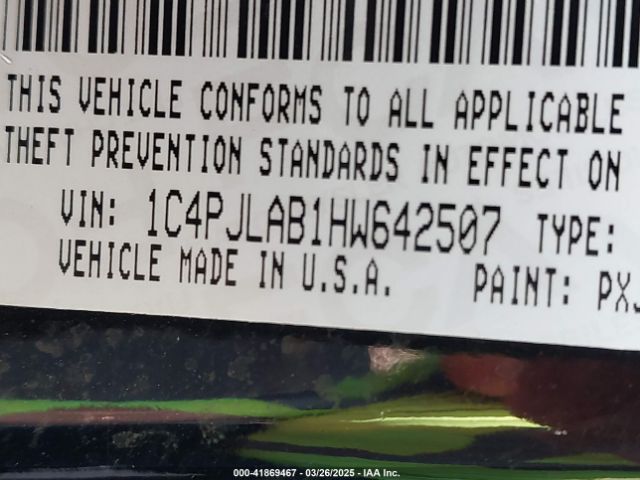 THIS VEHICLE CONFORMS TO ALL APPLICABLE
THEFT PREVENTION STANDARDS IN EFFECT ON
VIN: 1C4PJLAB1HW642507 TYPE:
VEHICLE MADE IN U.S.A. PAINT: PXJ
000-41869467 - 03/26/2025 - IAA Inc.